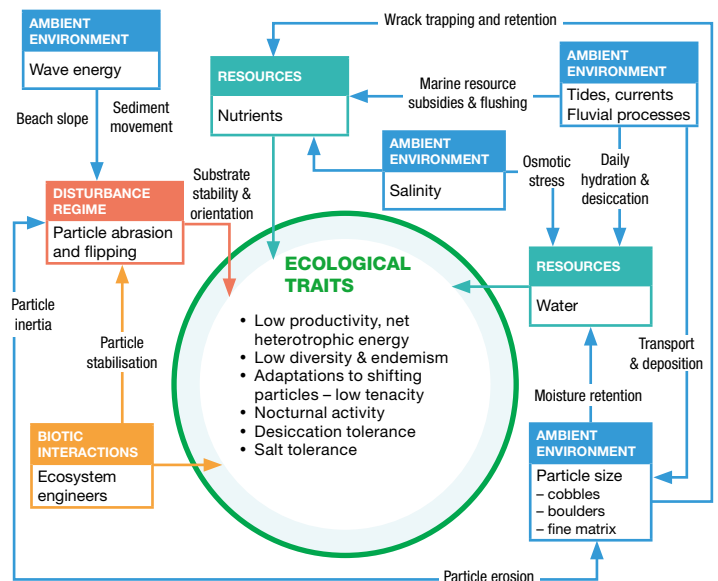 Wrack trapping and retention
AMBIENT
ENVIRONMENT
Wave energy
RESOURCES
Nutrients
Marine resource
subsidies & flushing
AMBIENT
ENVIRONMENT
Tides, currents
Fluvial processes
Beach slope
Sediment
movement
AMBIENT
ENVIRONMENT
Salinity
Osmotic
stress
Daily
hydration &
desiccation
DISTURBANCE
REGIME
Particle abrasion
and flipping
Substrate
stability &
orientation
ECOLOGICAL
TRAITS
• Low productivity, net
heterotrophic energy
• Low diversity & endemism
• Adaptations to shifting
particles – low tenacity
• Nocturnal activity
• Desiccation tolerance
• Salt tolerance
RESOURCES
Water
Particle
inertia
Particle
stabilisation
Transport
& deposition
Moisture retention
BIOTIC
INTERACTIONS
Ecosystem
engineers
AMBIENT
ENVIRONMENT
Particle size
– cobbles
– boulders
– fine matrix
Particle erosion